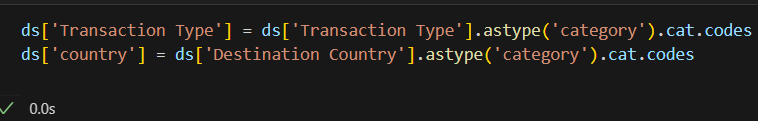 ds['Transaction Type'] = ds['Transaction Type'].astype('category').cat.codes
ds['country'] = ds['Destination Country'].astype('category').cat.codes
0.0s